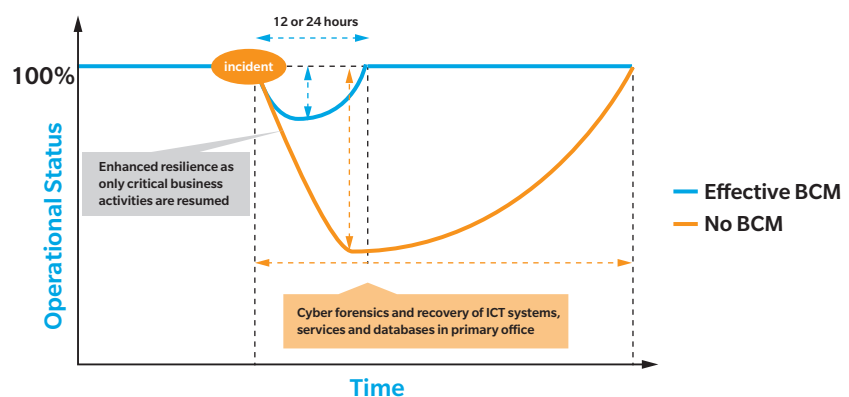 12 or 24 hours
incident
100%
Operational Status
Enhanced resilience as
only critical business
activities are resumed
Effective BCM
No BCM
Cyber forensics and recovery of ICT systems,
services and databases in primary office
Time